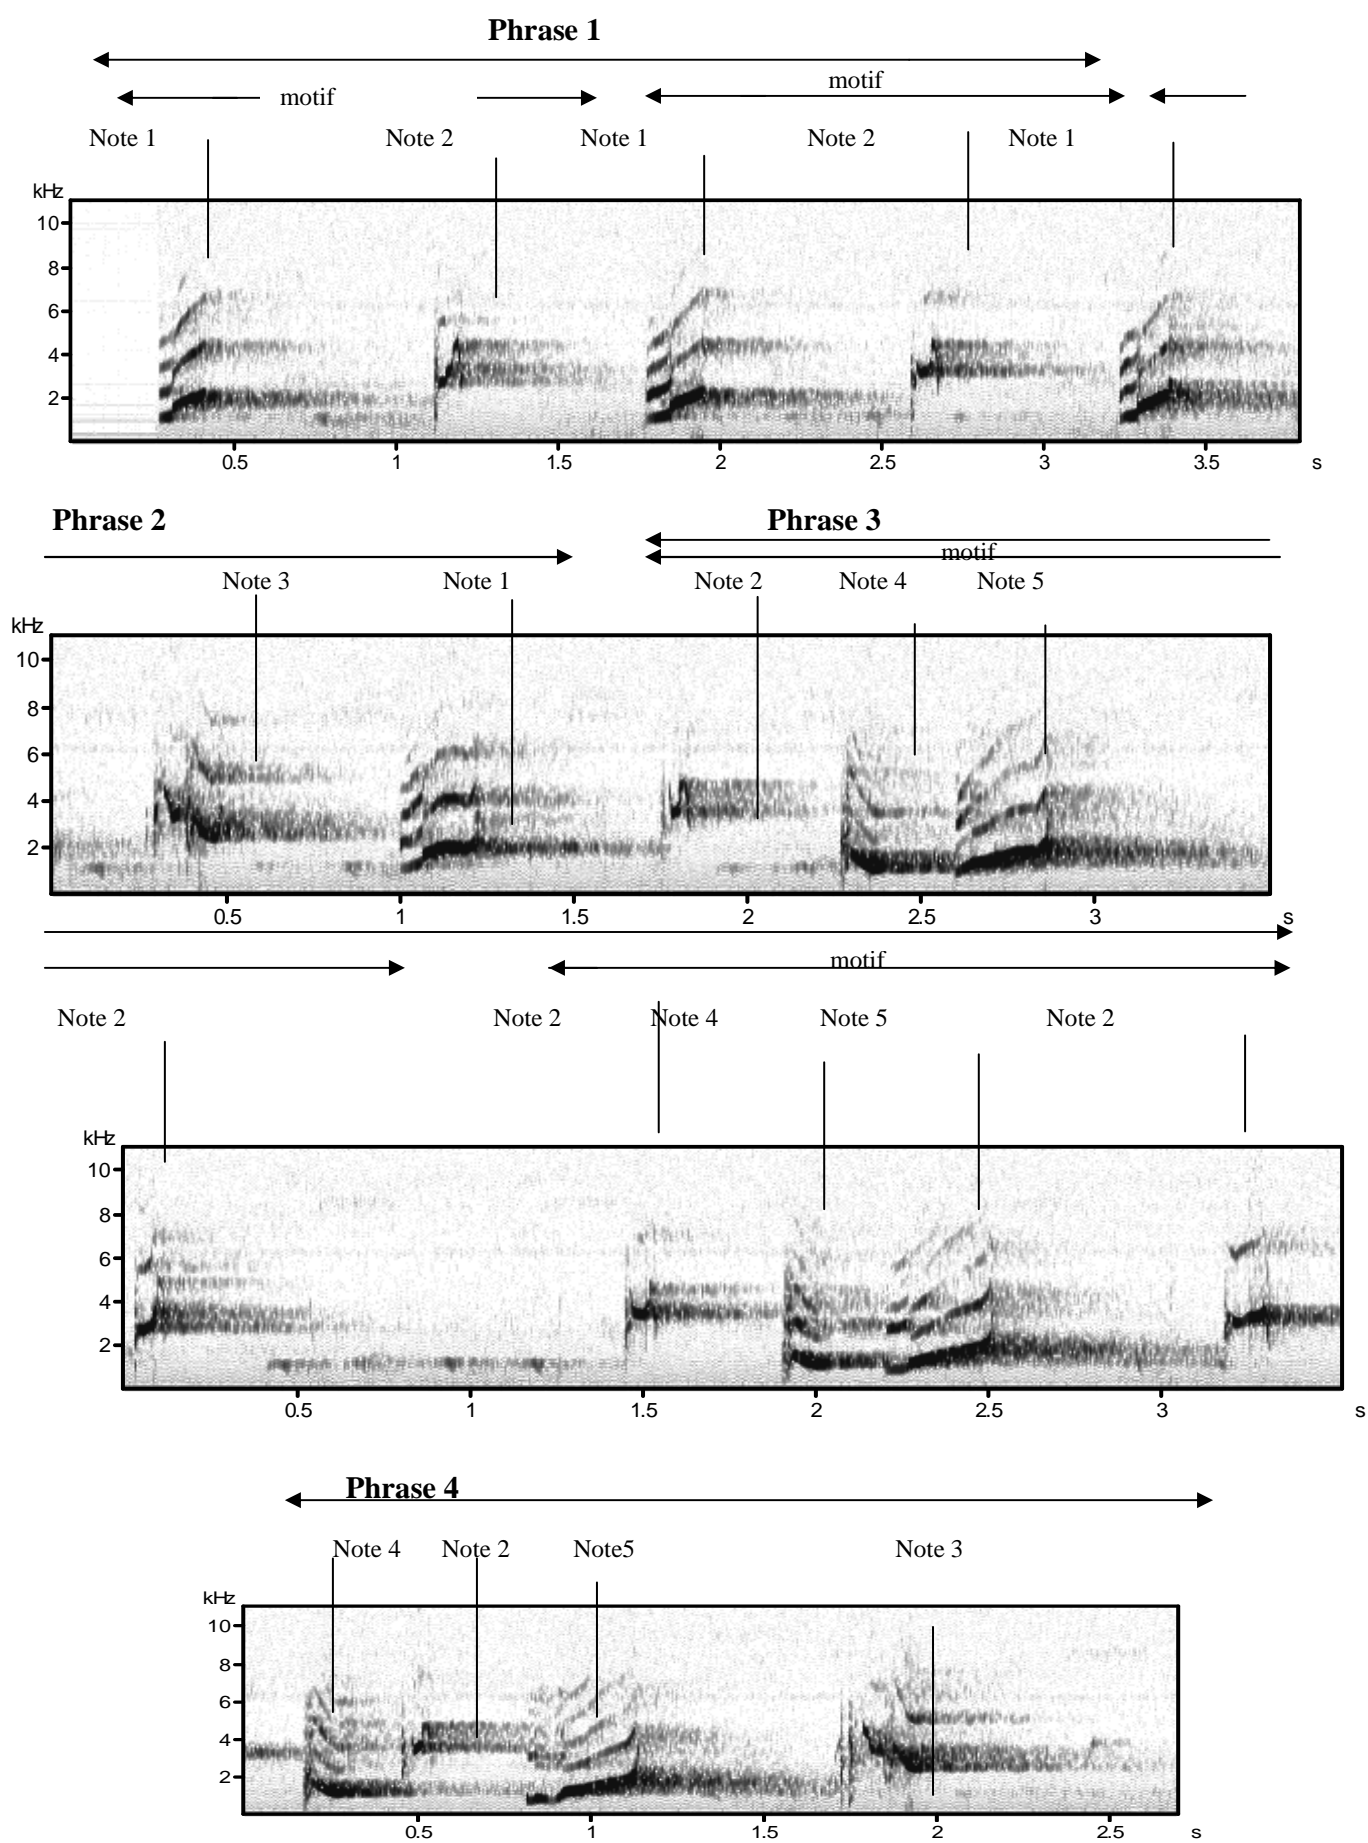 Phrase 1
motif motif
Note 1 Note 2 Note 1 Note 2 Note 1
kHz
10
8
6
4
2
0.5 1 1.5 2 2.5 3 3.5 s
Phrase 2 Phrase 3
motif
Note 3 Note 1 Note 2 Note 4 Note 5
kHz
10
8
6
4
2
0.5 1 1.5 2 2.5 3 s
motif
Note 2 Note 2 Note 4 Note 5 Note 2
kHz
10
8
6
4
2
0.5 1 1.5 2 2.5 3 s
Phrase 4
Note 4 Note 2 Note5 Note 3
kHz
10
8
6
4
2
0.5 1 1.5 2 2.5 s